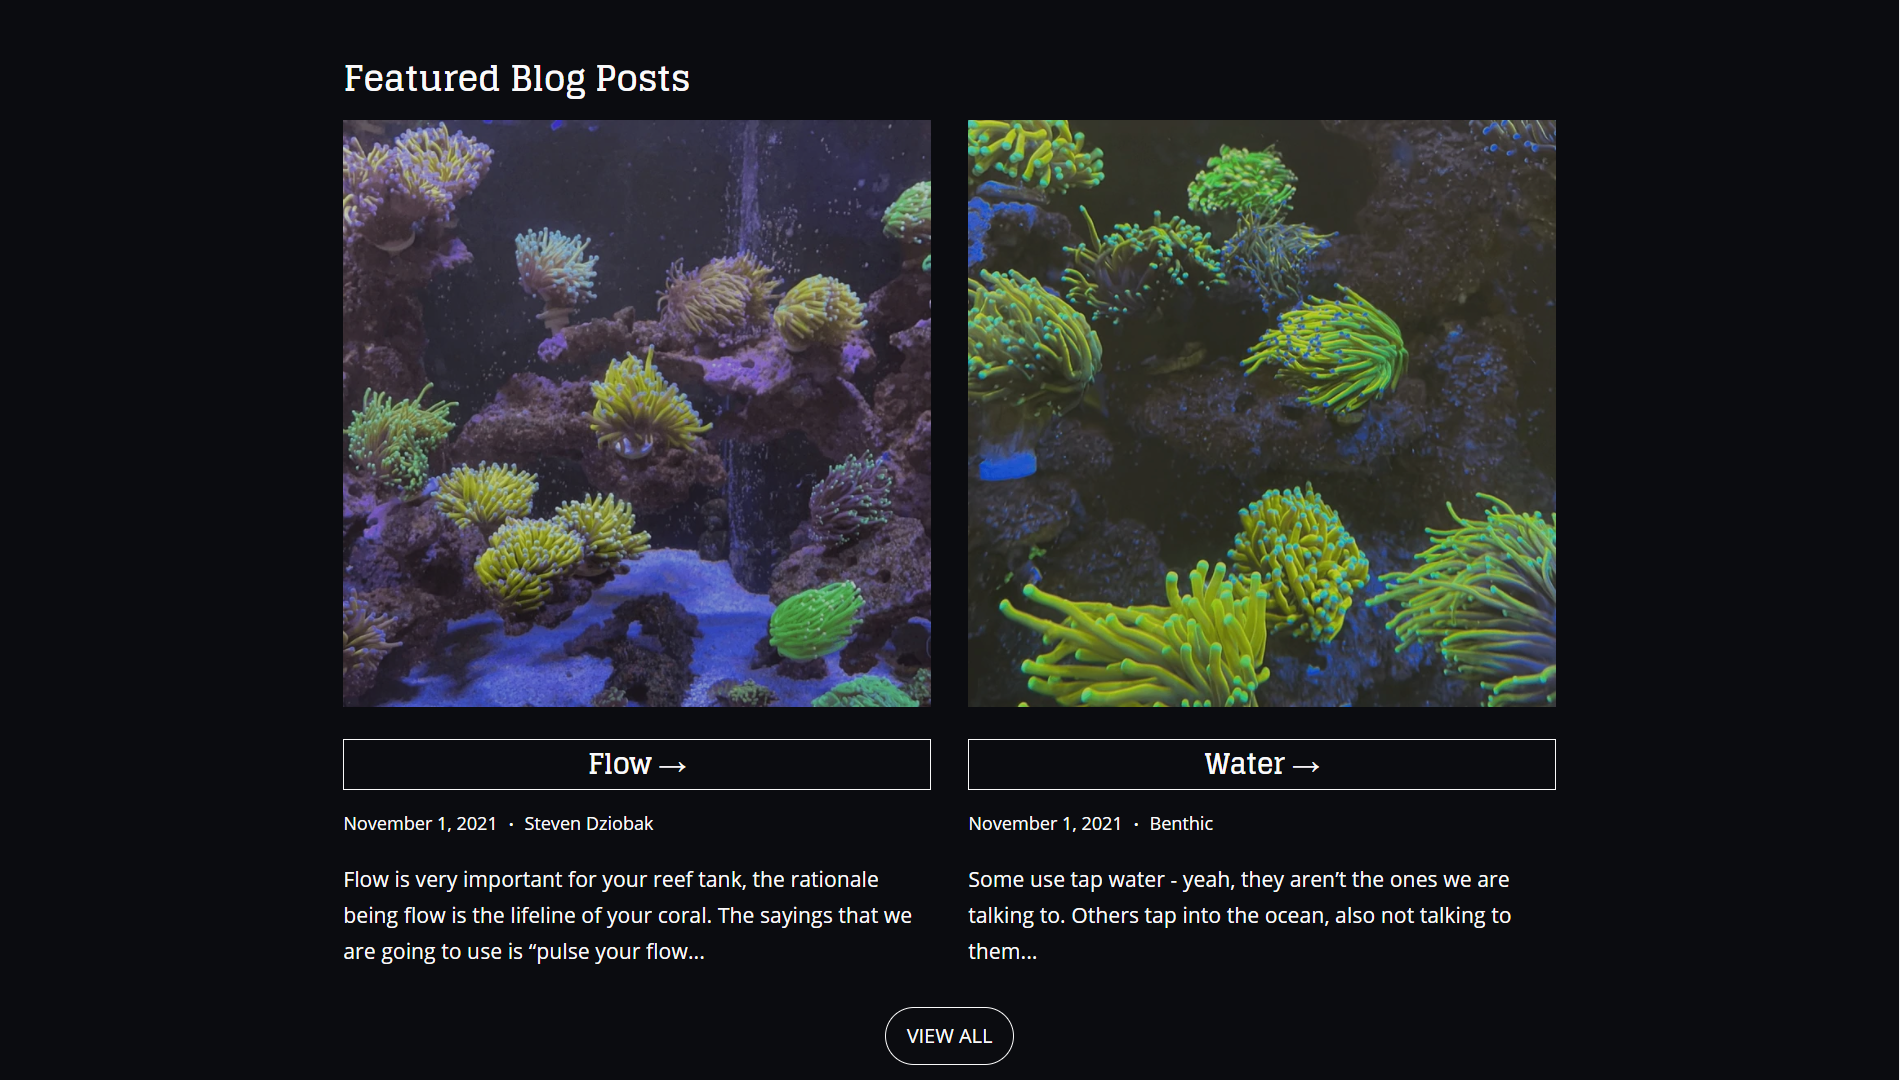 Featured Blog Posts
Flow →
November 1, 2021 · Steven Dziobak
Flow is very important for your reef tank, the rationale
being flow is the lifeline of your coral. The sayings that we
are going to use is “pulse your flow...
Water →
November 1, 2021 · Benthic
Some use tap water - yeah, they aren’t the ones we are
talking to. Others tap into the ocean, also not talking to
them...
VIEW ALL